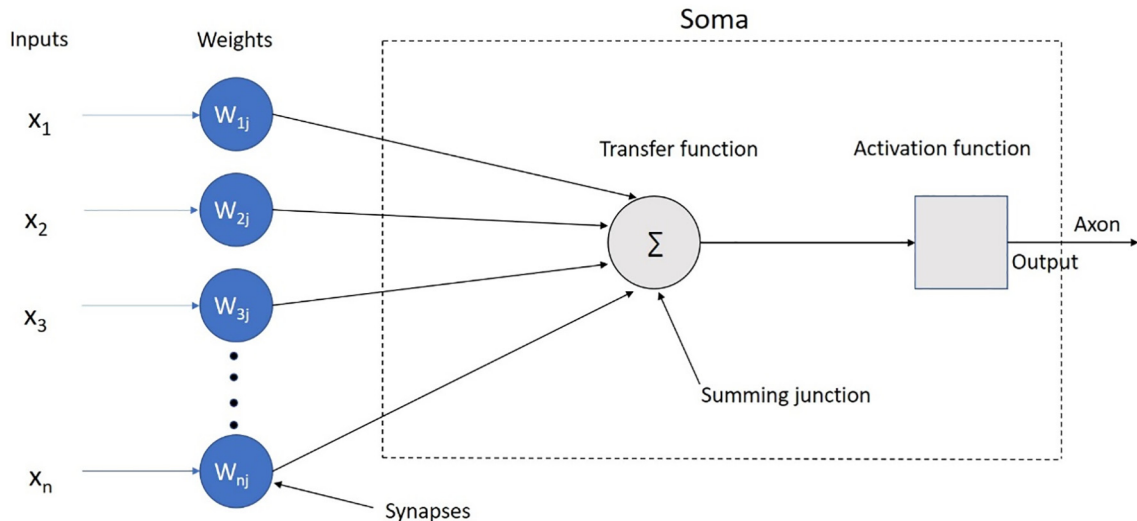 Soma
Inputs
Weights
x₁
W₁ⱼ
Transfer function
Activation function
x₂
W₂ⱼ
Σ
Axon
Output
x₃
W₃ⱼ
Summing junction
xₙ
Wₙⱼ
Synapses